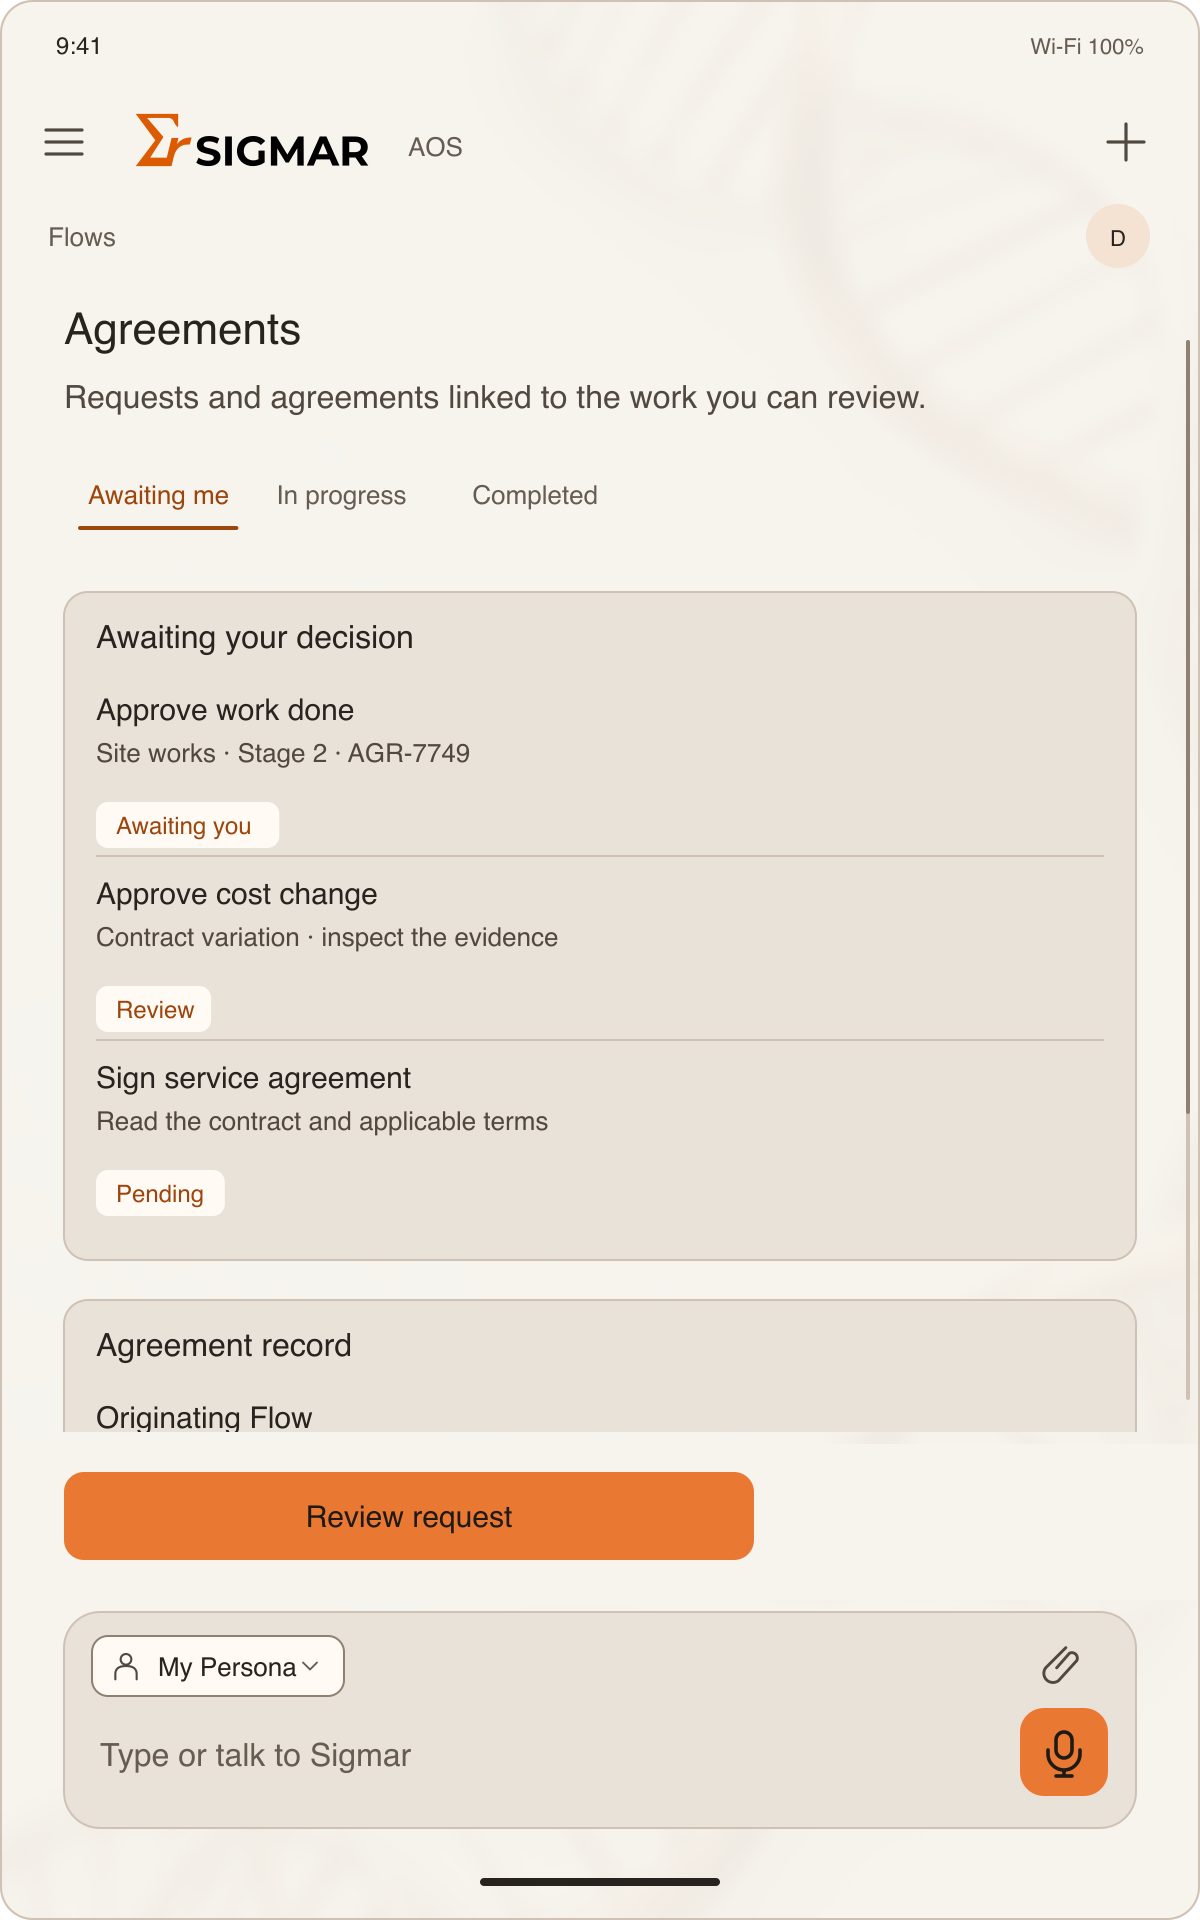 9:41
Wi-Fi 100%
Σr SIGMAR AOS
Flows
D
Agreements
Requests and agreements linked to the work you can review.
Awaiting me
In progress
Completed
Awaiting your decision
Approve work done
Site works · Stage 2 · AGR-7749
Awaiting you
Approve cost change
Contract variation · inspect the evidence
Review
Sign service agreement
Read the contract and applicable terms
Pending
Agreement record
Originating Flow
Review request
My Persona
Type or talk to Sigmar